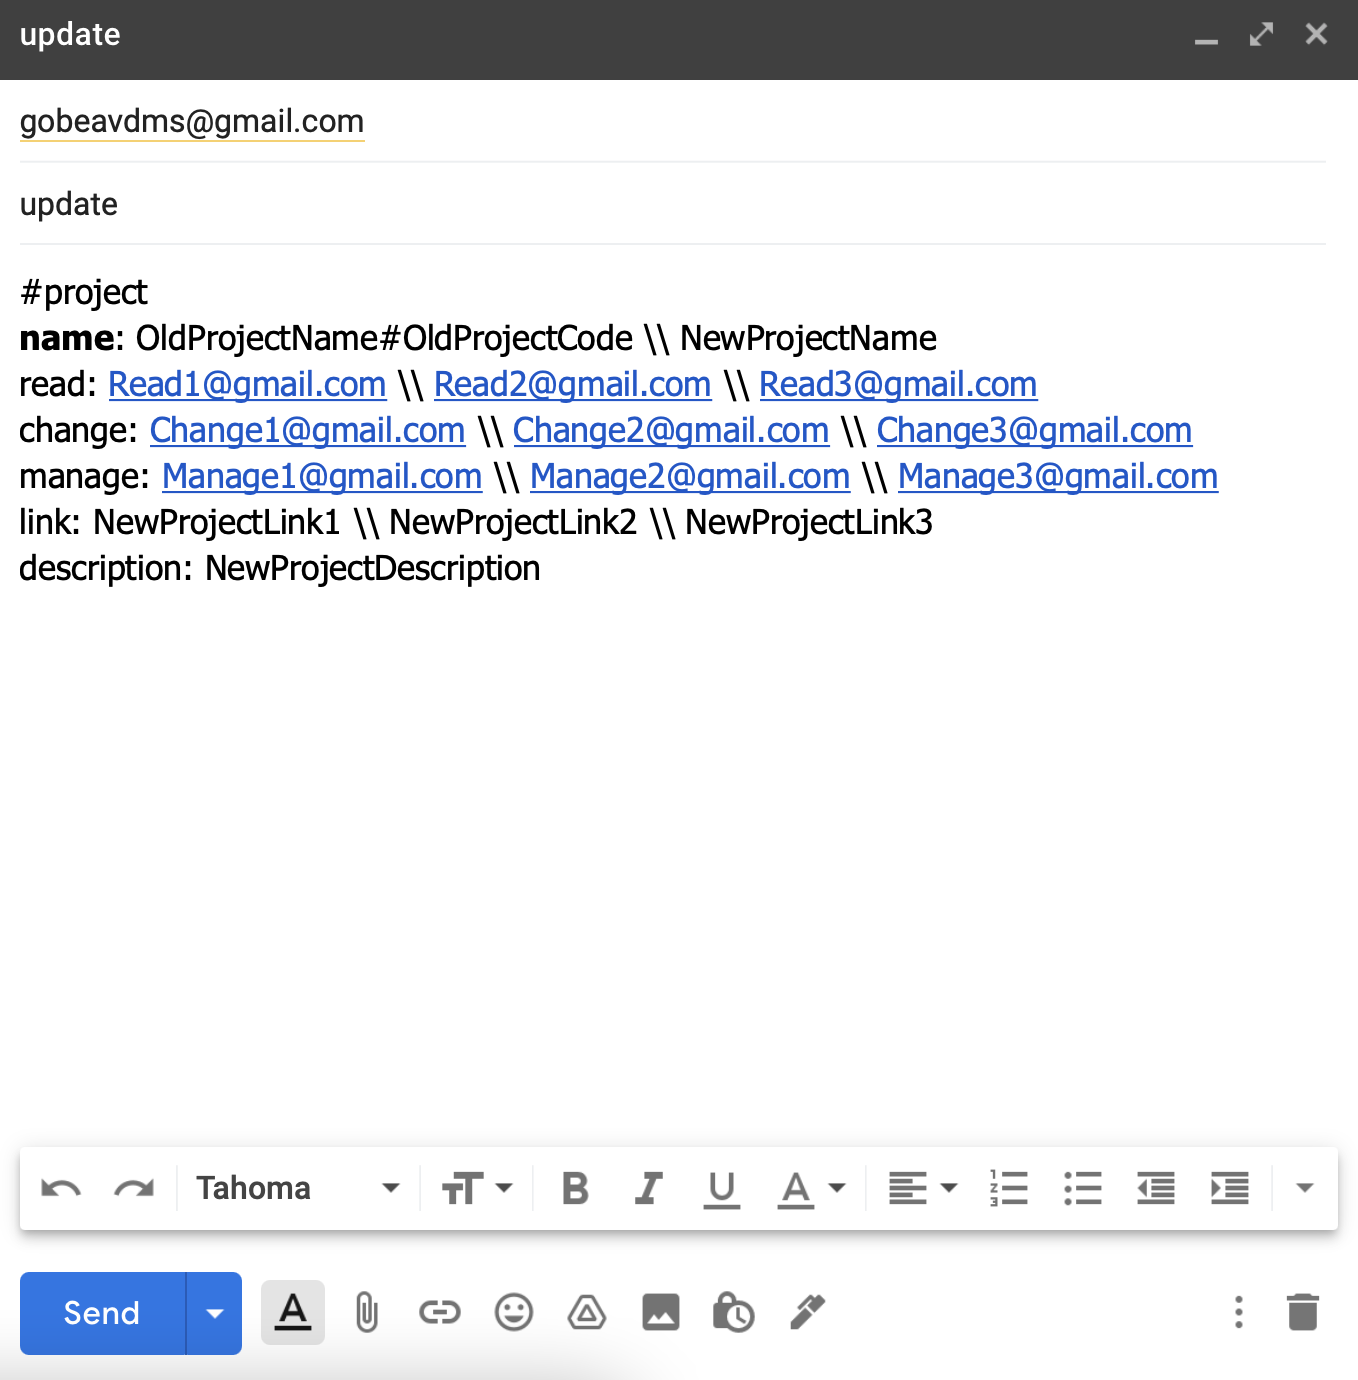 update
gobeavdms@gmail.com
update
#project
name: OldProjectName#OldProjectCode \\ NewProjectName
read: Read1@gmail.com \\ Read2@gmail.com \\ Read3@gmail.com
change: Change1@gmail.com \\ Change2@gmail.com \\ Change3@gmail.com
manage: Manage1@gmail.com \\ Manage2@gmail.com \\ Manage3@gmail.com
link: NewProjectLink1 \\ NewProjectLink2 \\ NewProjectLink3
description: NewProjectDescription
Tahoma
Send